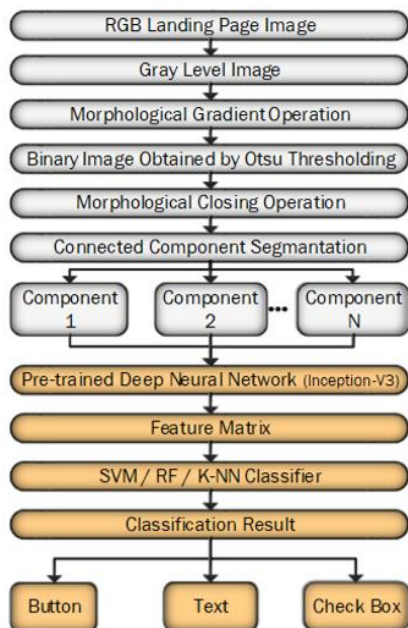 RGB Landing Page Image
Gray Level Image
Morphological Gradient Operation
Binary Image Obtained by Otsu Thresholding
Morphological Closing Operation
Connected Component Segmantation
Component
1
Component
2
...
Component
N
Pre-trained Deep Neural Network (Inception-V3)
Feature Matrix
SVM / RF / K-NN Classifier
Classification Result
Button
Text
Check Box